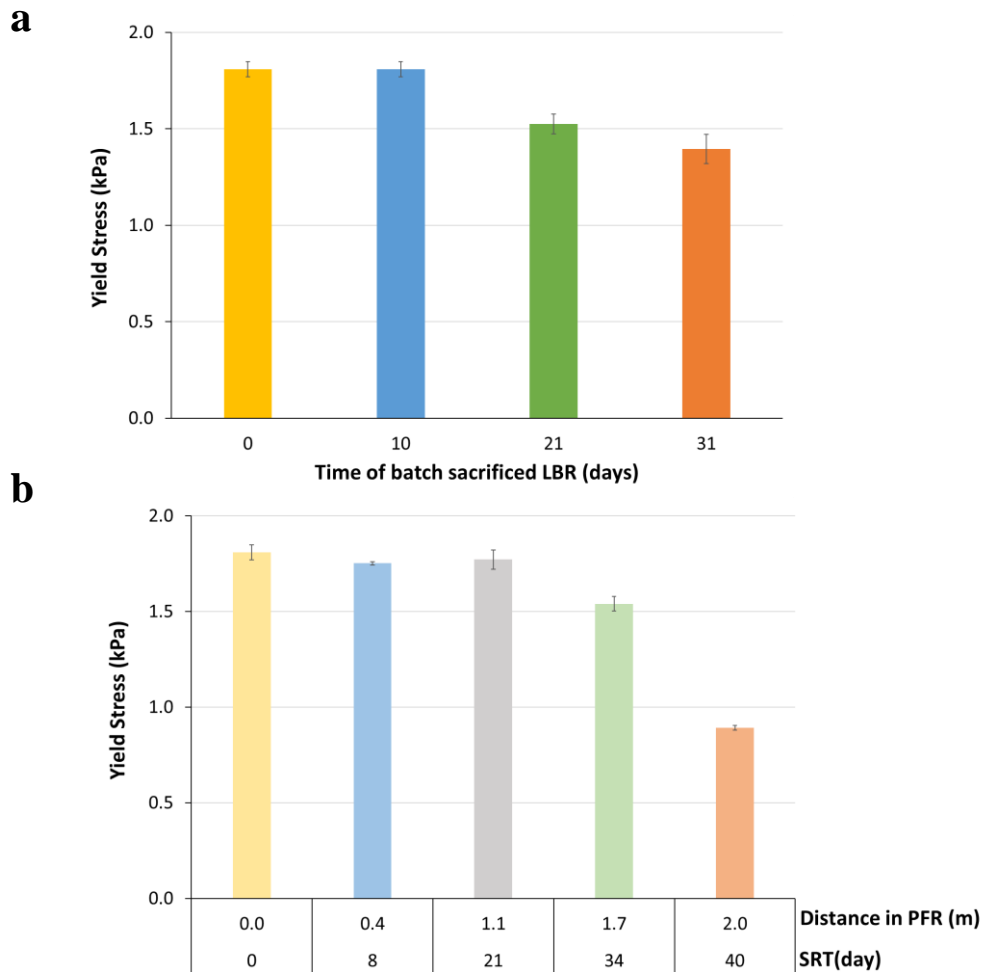 a
2.0
1.5
1.0
0.5
0.0
Yield Stress (kPa)
0 10 21 31
Time of batch sacrificed LBR (days)
b
2.0
1.5
1.0
0.5
0.0
Yield Stress (kPa)
0.0 0.4 1.1 1.7 2.0 Distance in PFR (m)
0 8 21 34 40 SRT(day)